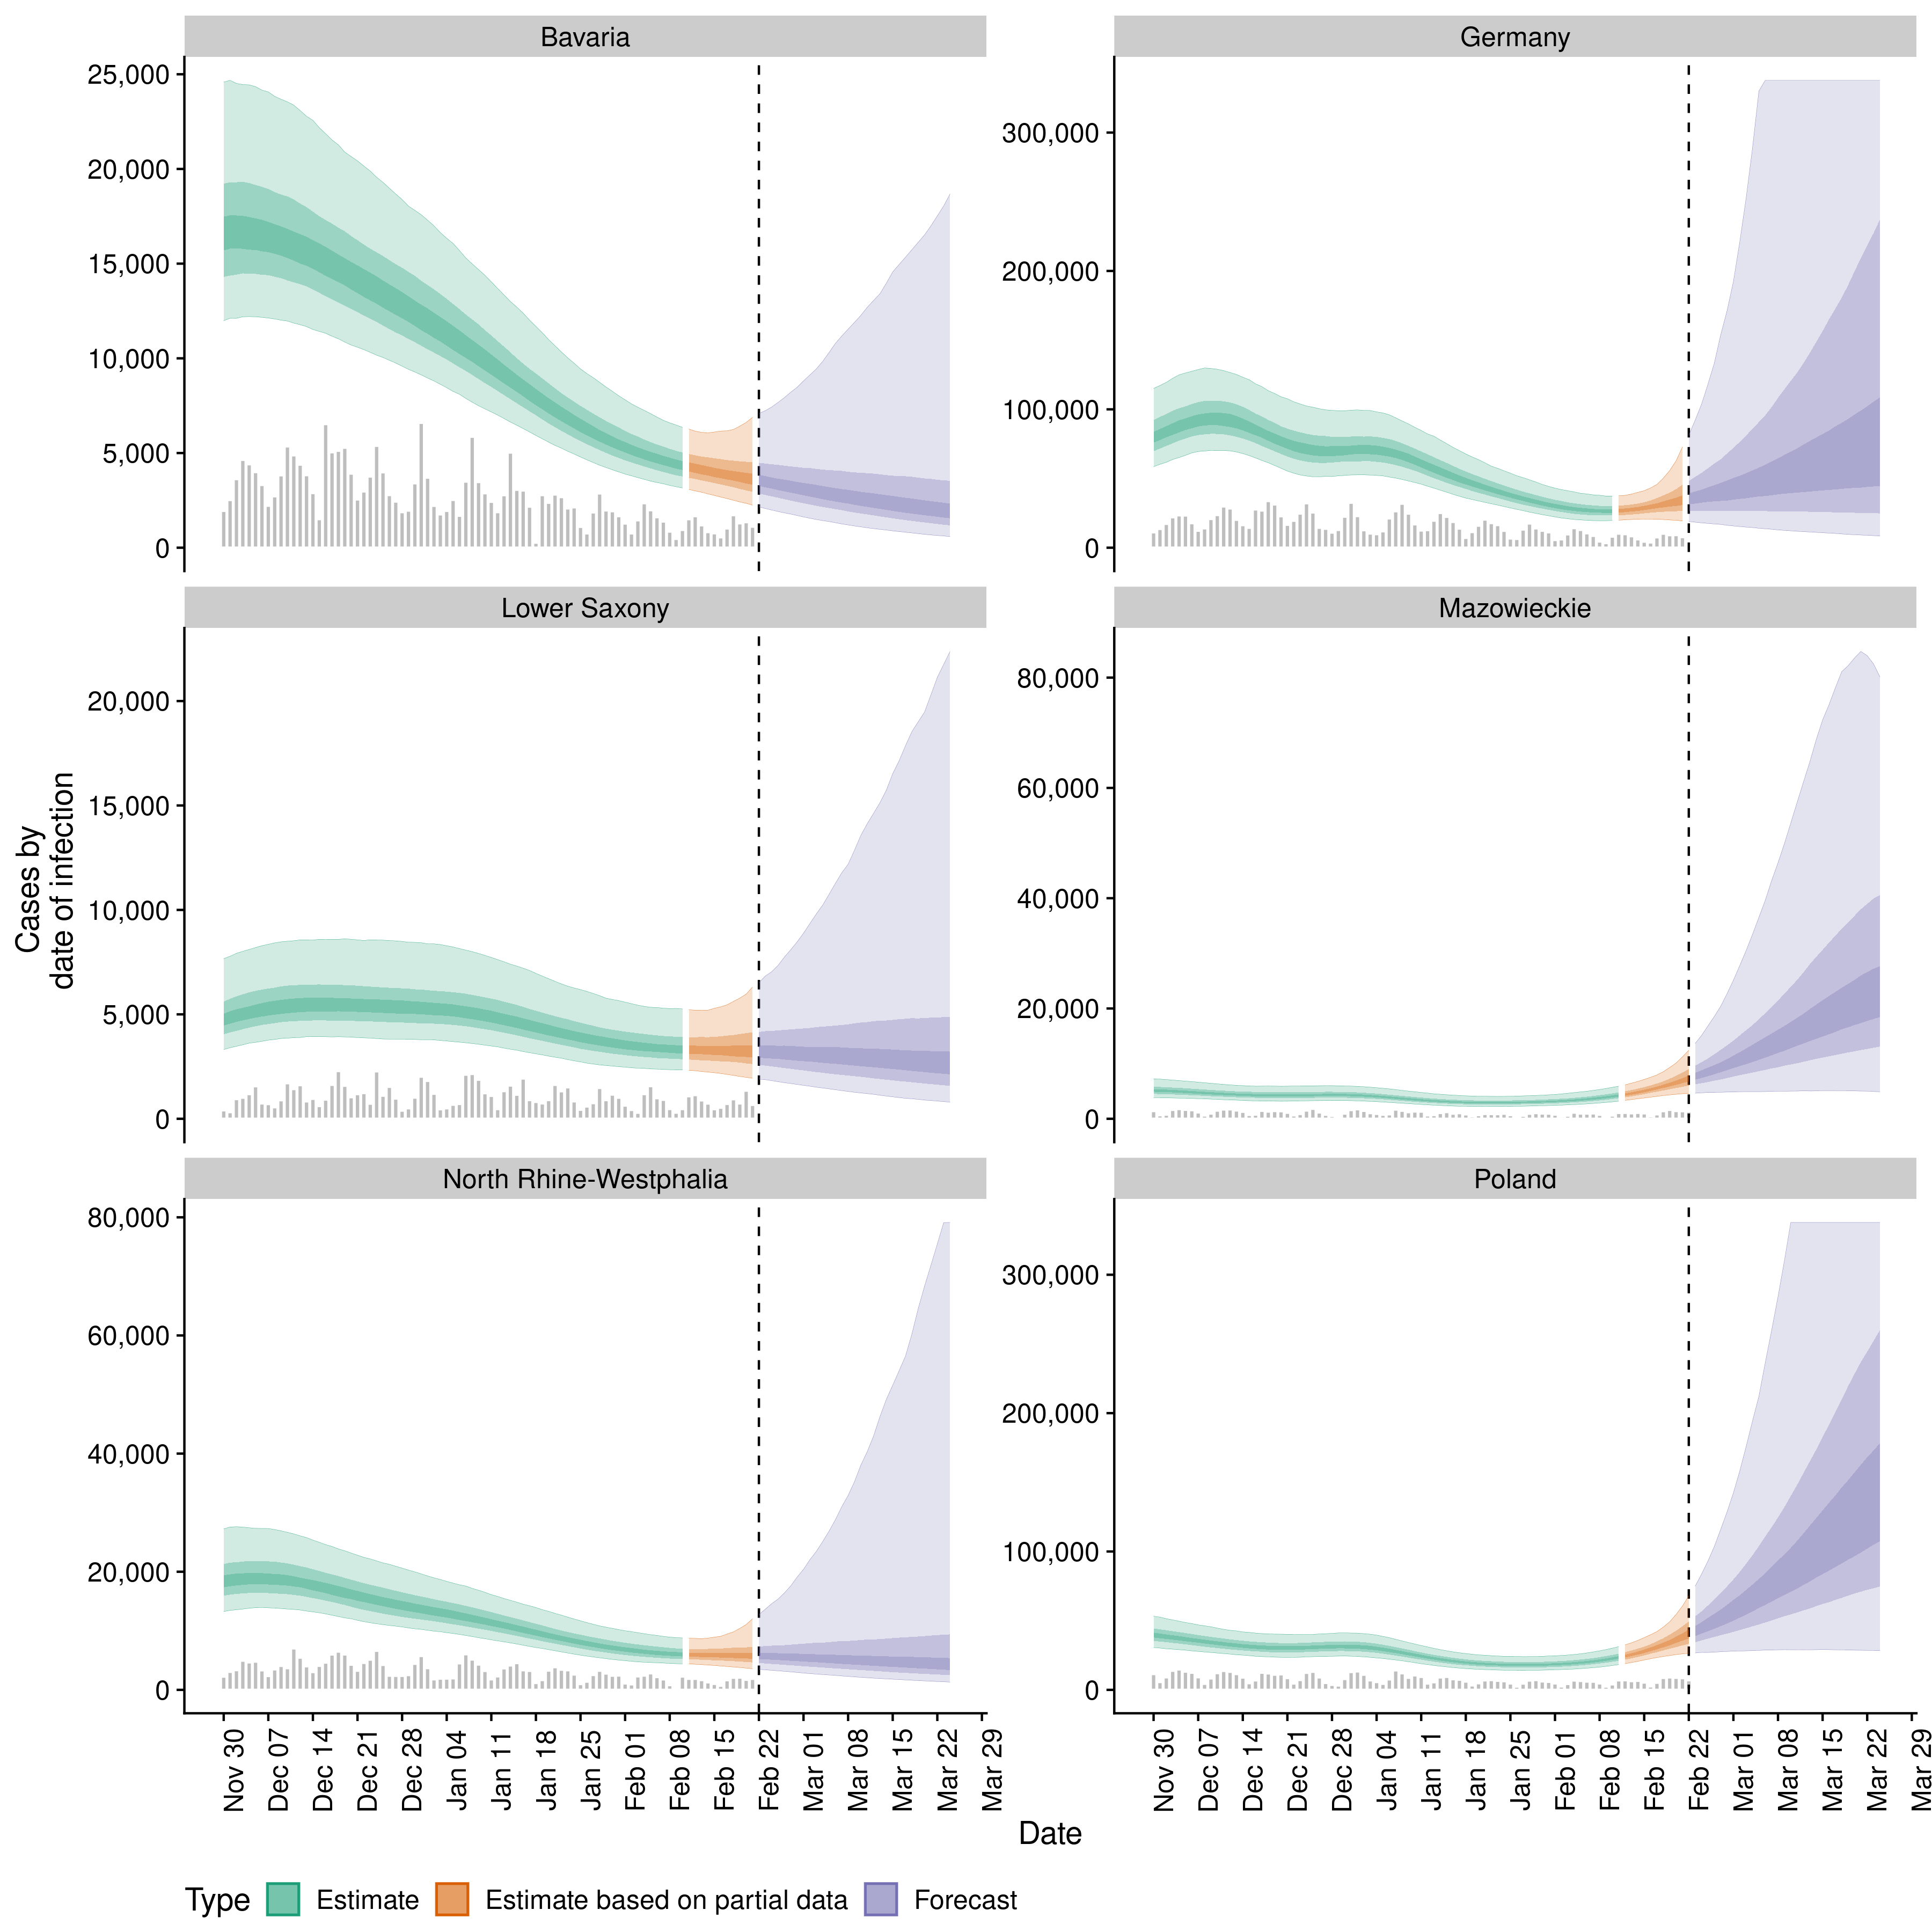 Bavaria
Germany
25,000
20,000
15,000
10,000
5,000
0
300,000
200,000
100,000
0
Lower Saxony
Mazowieckie
20,000
15,000
10,000
5,000
0
80,000
60,000
40,000
20,000
0
North Rhine-Westphalia
Poland
80,000
60,000
40,000
20,000
0
300,000
200,000
100,000
0
Cases by
date of infection
Nov 30
Dec 07
Dec 14
Dec 21
Dec 28
Jan 04
Jan 11
Jan 18
Jan 25
Feb 01
Feb 08
Feb 15
Feb 22
Mar 01
Mar 08
Mar 15
Mar 22
Mar 29
Nov 30
Dec 07
Dec 14
Dec 21
Dec 28
Jan 04
Jan 11
Jan 18
Jan 25
Feb 01
Feb 08
Feb 15
Feb 22
Mar 01
Mar 08
Mar 15
Mar 22
Mar 29
Date
Type
Estimate
Estimate based on partial data
Forecast